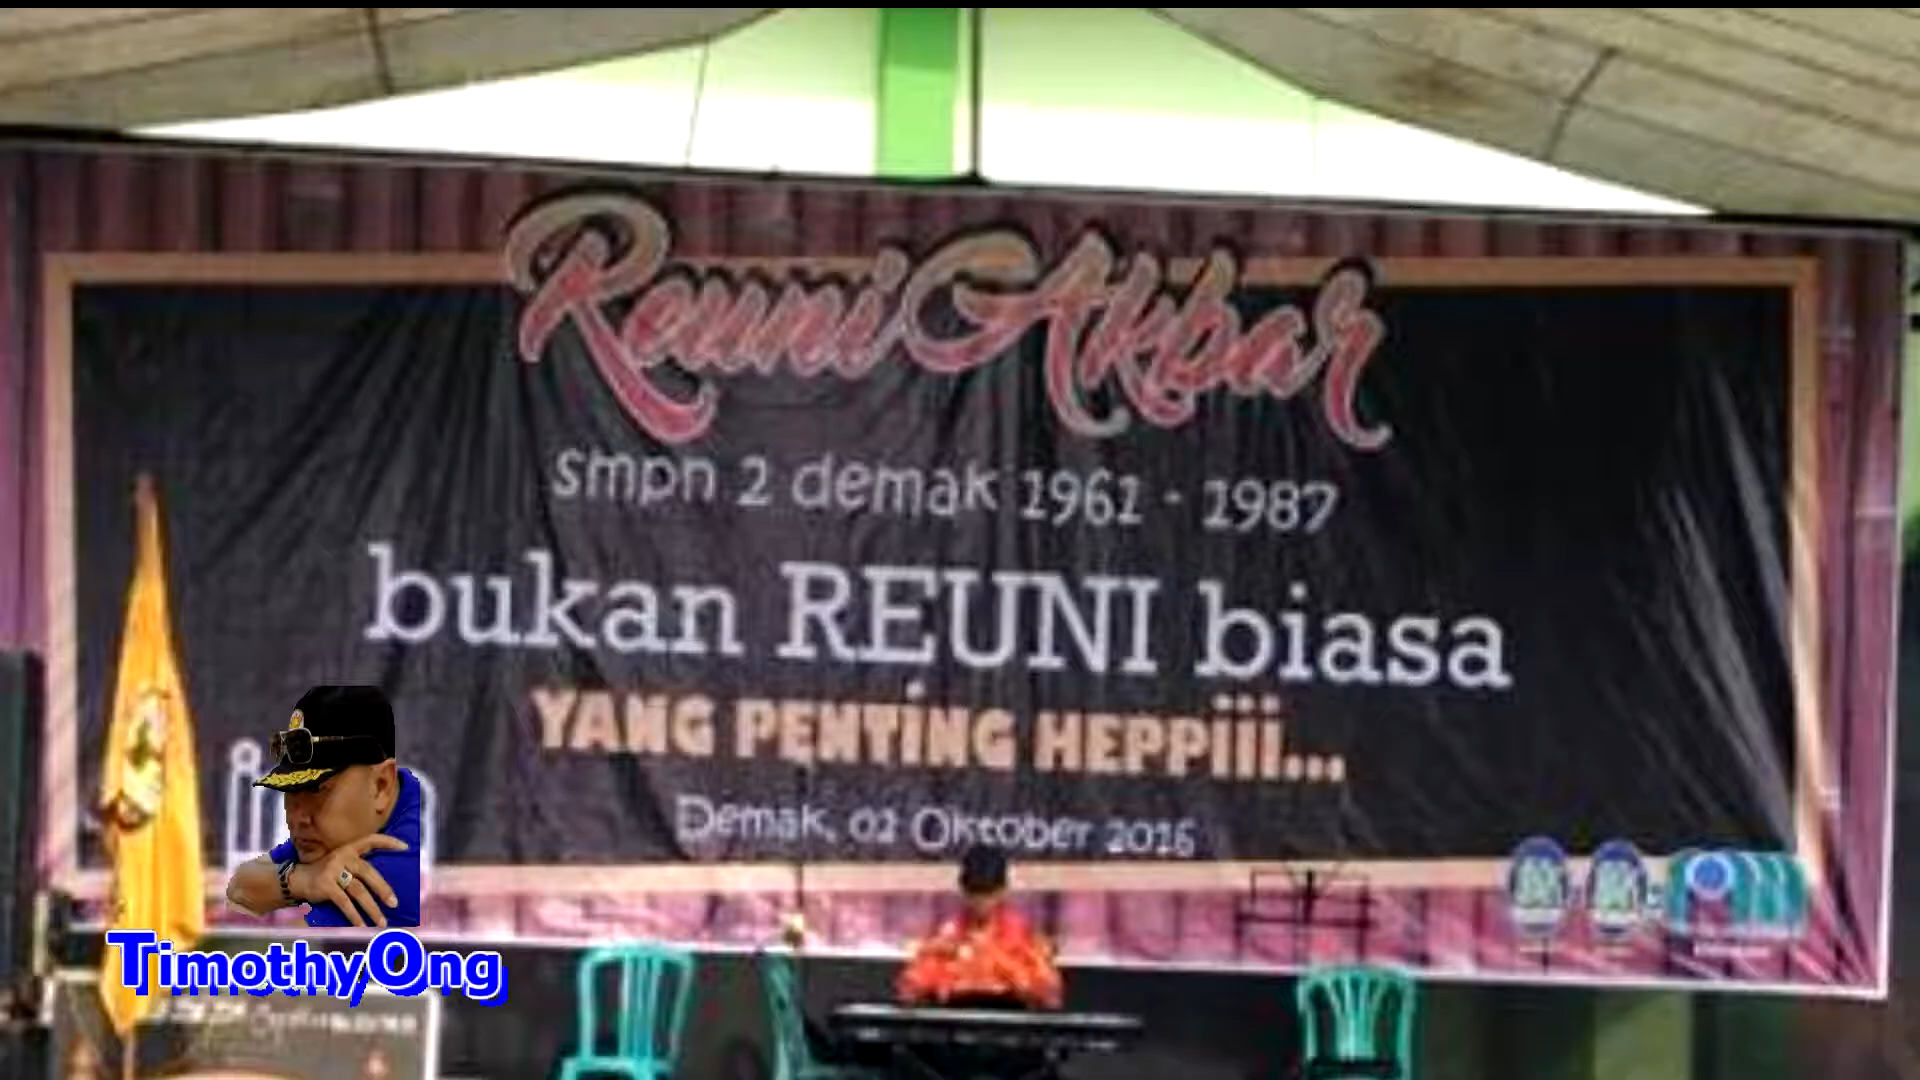 Reuni Akbar
smpn 2 demak 1961 - 1987
bukan REUNI biasa
YANG PENTiNG HEPPiii...
Demak, 02 Oktober 2016
TimothyOng